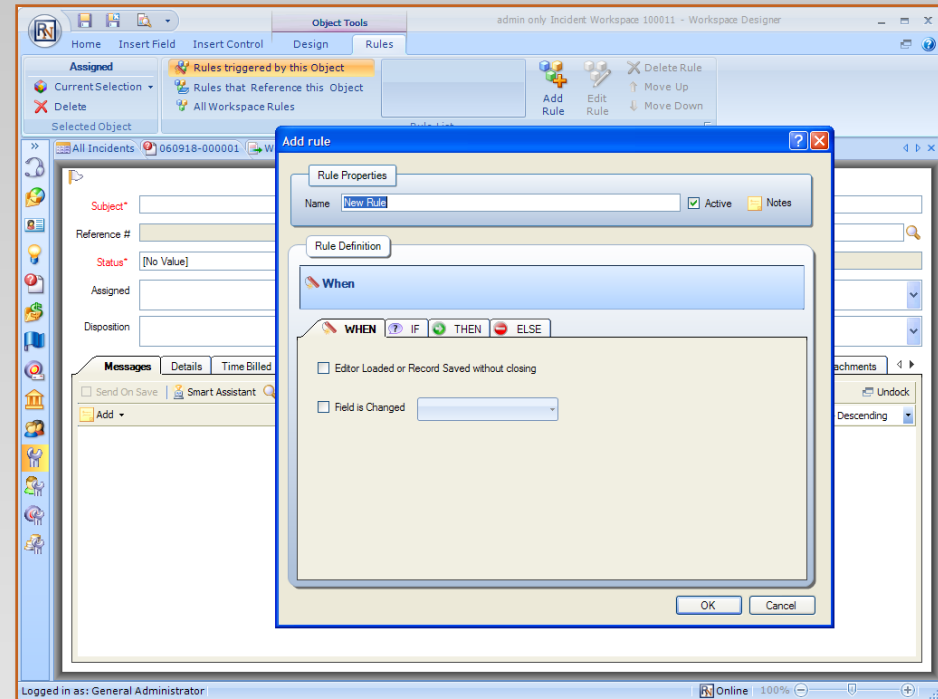 RN
Object Tools
admin only Incident Workspace 100011 - Workspace Designer
Home Insert Field Insert Control Design Rules
Assigned
Current Selection
Delete
Selected Object
Rules triggered by this Object
Rules that Reference this Object
All Workspace Rules
Add Rule
Edit Rule
Delete Rule
Move Up
Move Down
All Incidents 060918-000001 W
Subject*
Reference #
Status* [No Value]
Assigned
Disposition
Messages Details Time Billed
achments
Send On Save Smart Assistant
Undock
Add
Descending
Add rule
Rule Properties
Name New Rule Active Notes
Rule Definition
When
WHEN IF THEN ELSE
Editor Loaded or Record Saved without closing
Field is Changed
OK Cancel
Logged in as: General Administrator
RN Online 100%